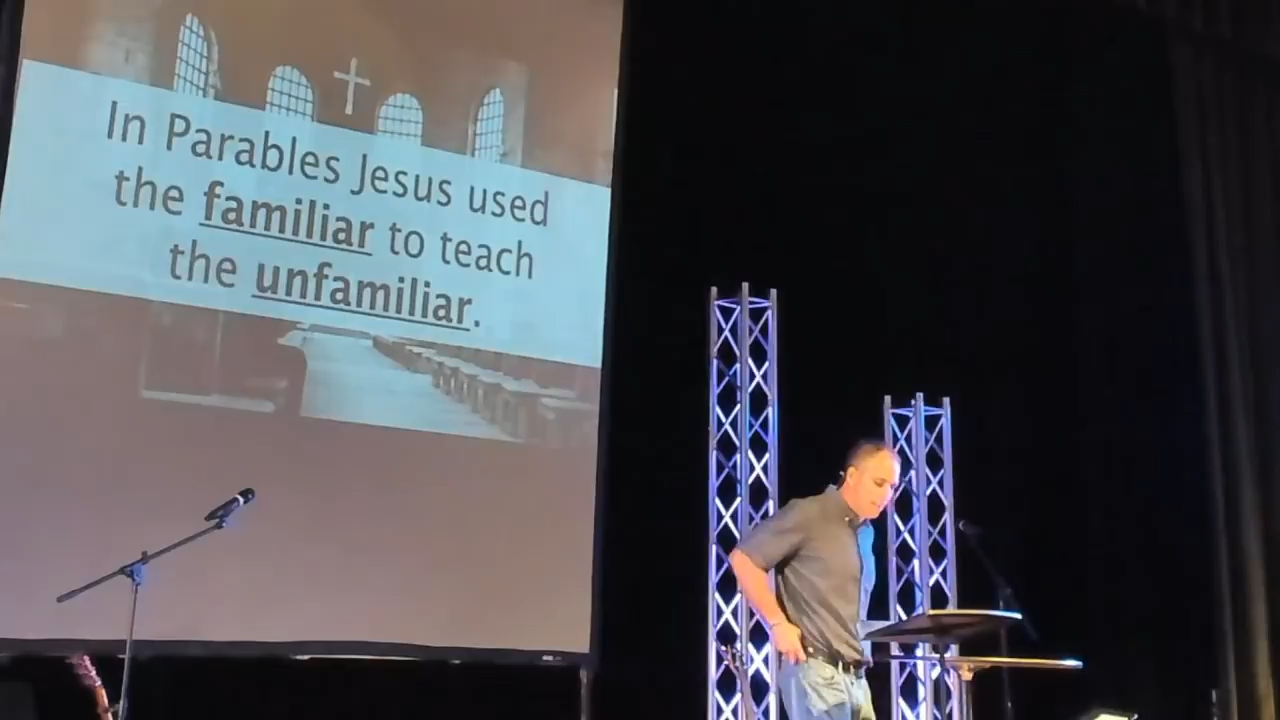 In Parables Jesus used
the familiar to teach
the unfamiliar.